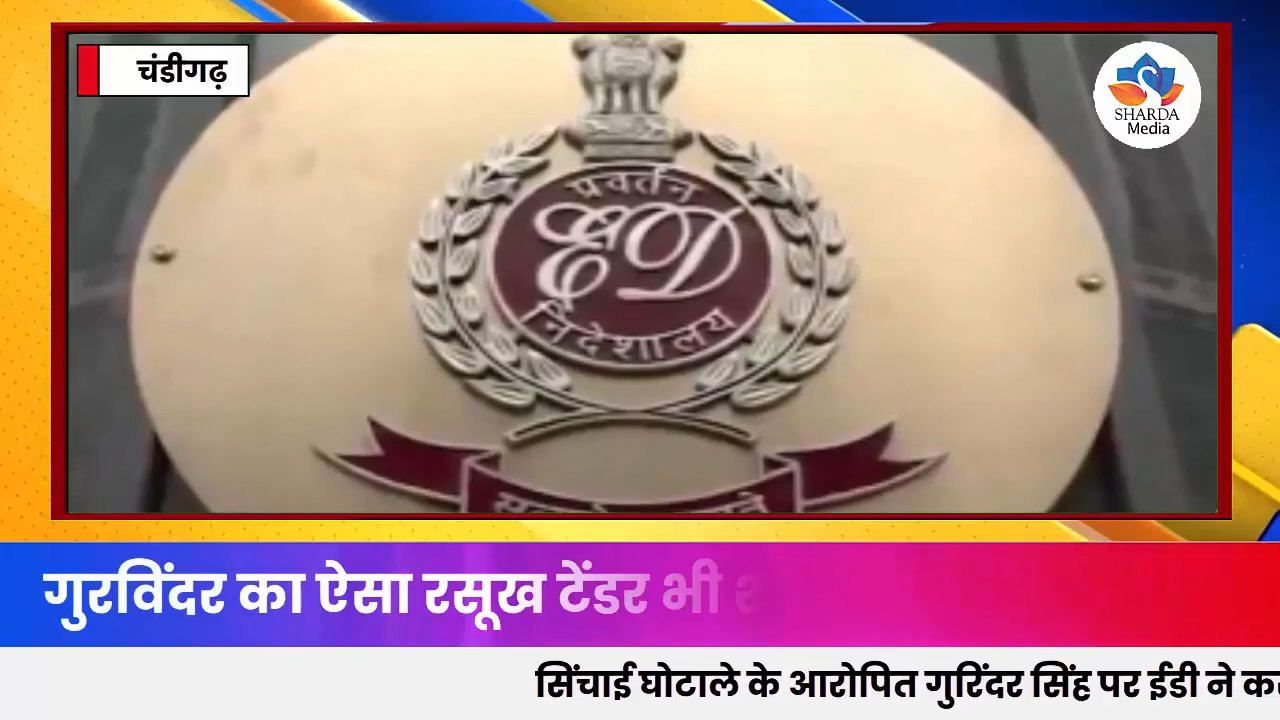 चंडीगढ़
SHARDA
Media
प्रवर्तन
ED
निदेशालय
गुरविंदर का ऐसा रसूख टेंडर भी
सिंचाई घोटाले के आरोपित गुरिंदर सिंह पर ईडी ने